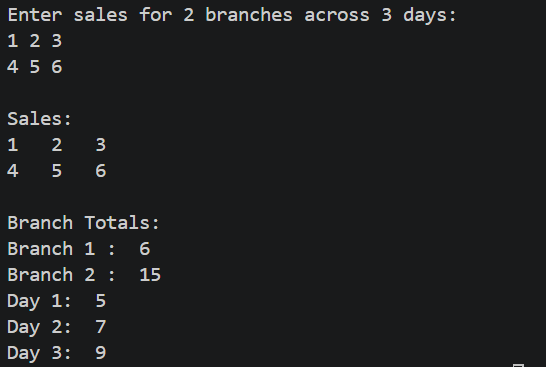 Enter sales for 2 branches across 3 days:
1 2 3
4 5 6
Sales:
1   2   3
4   5   6
Branch Totals:
Branch 1 :  6
Branch 2 :  15
Day 1:  5
Day 2:  7
Day 3:  9